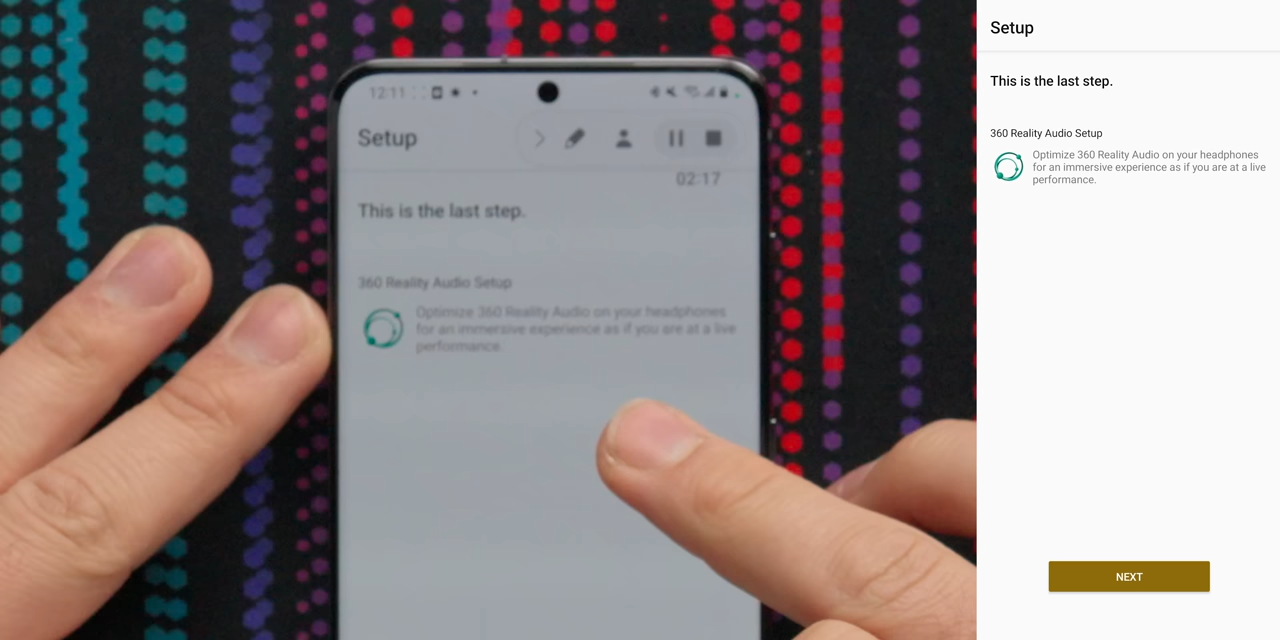 12:11
Setup
02:17
This is the last step.
360 Reality Audio Setup
Optimize 360 Reality Audio on your headphones
for an immersive experience as if you are at a live
performance.
Setup
This is the last step.
360 Reality Audio Setup
Optimize 360 Reality Audio on your headphones
for an immersive experience as if you are at a live
performance.
NEXT